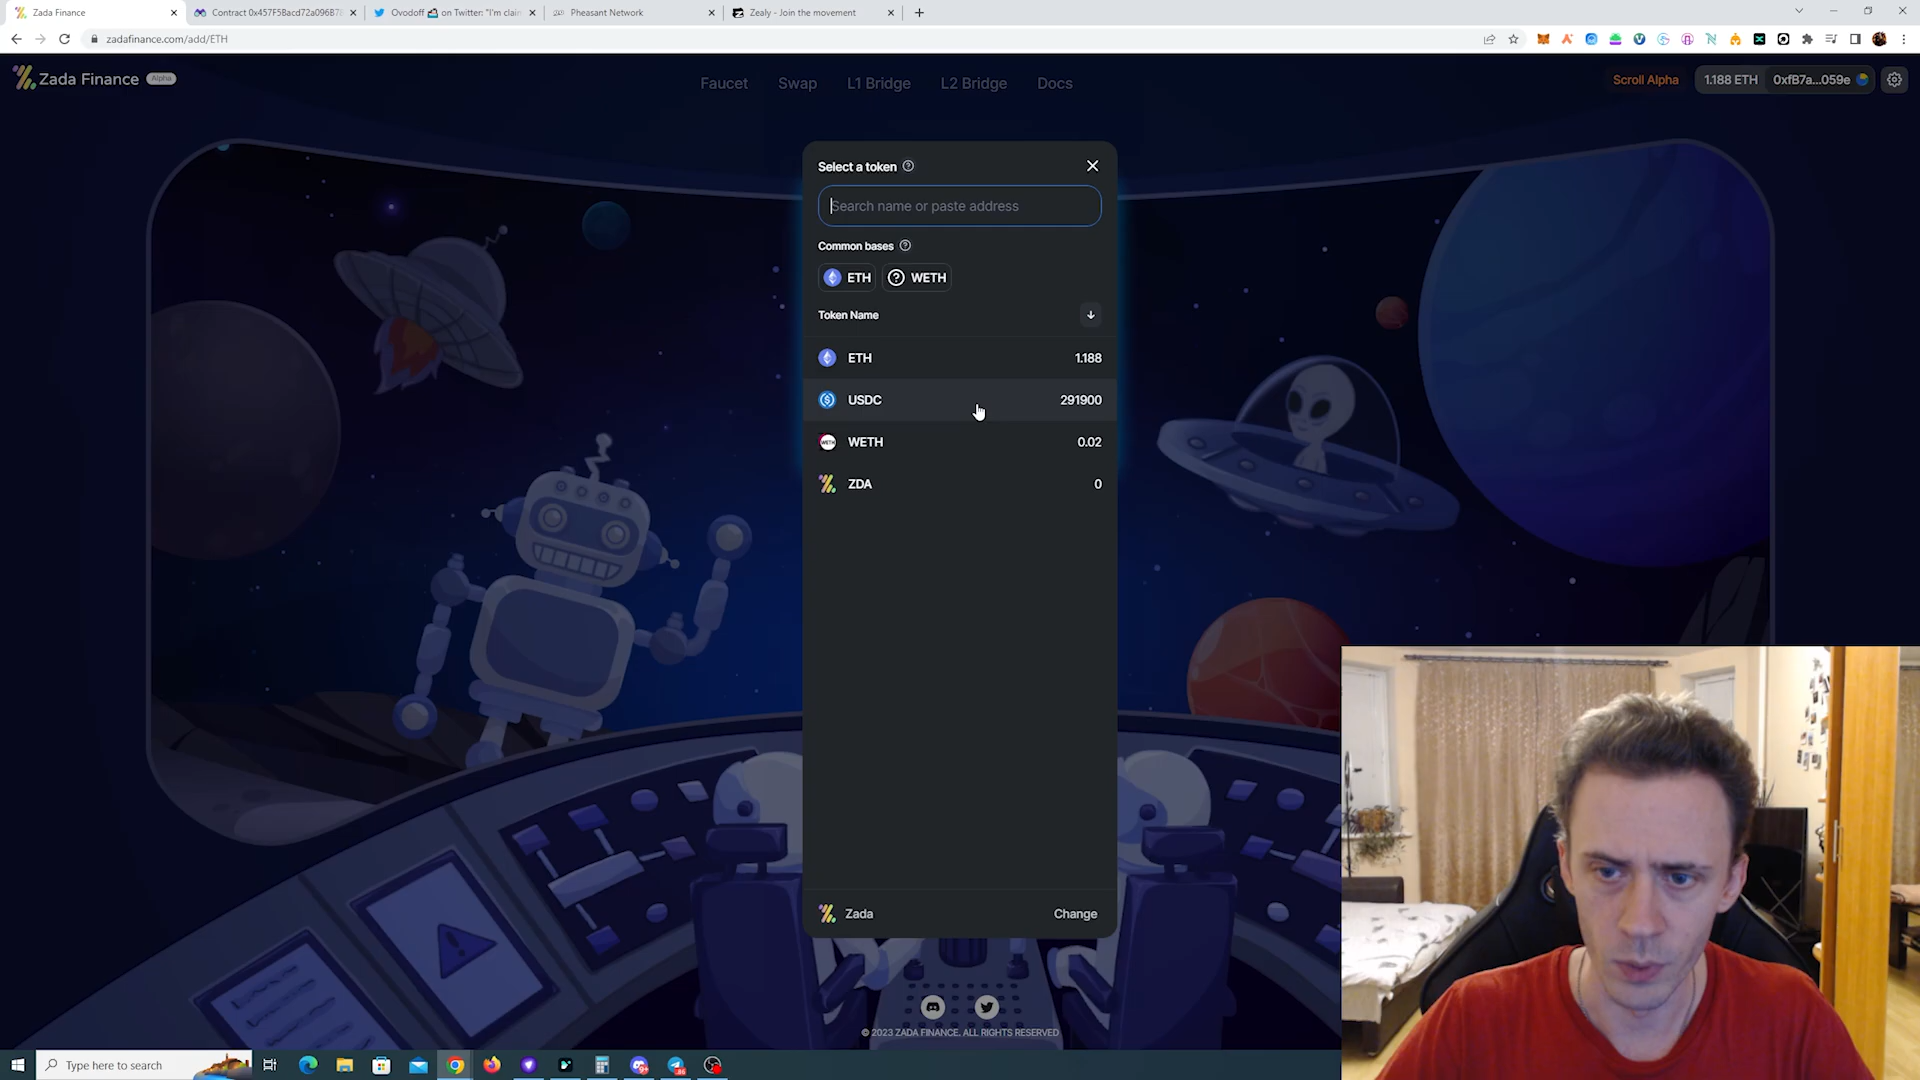 Zada Finance
Contract 0x457F5Bacd72a096B7
Ovodoff on Twitter: "I'm clai
Pheasant Network
Zealy - Join the movement
zadafinance.com/add/ETH
Zada Finance Alpha
Faucet Swap L1 Bridge L2 Bridge Docs
Scroll Alpha 1.188 ETH 0xfB7a...059e
Select a token
Search name or paste address
Common bases
ETH WETH
Token Name
ETH 1.188
USDC 291900
WETH 0.02
ZDA 0
Zada Change
© 2023 ZADA FINANCE. ALL RIGHTS RESERVED
Type here to search